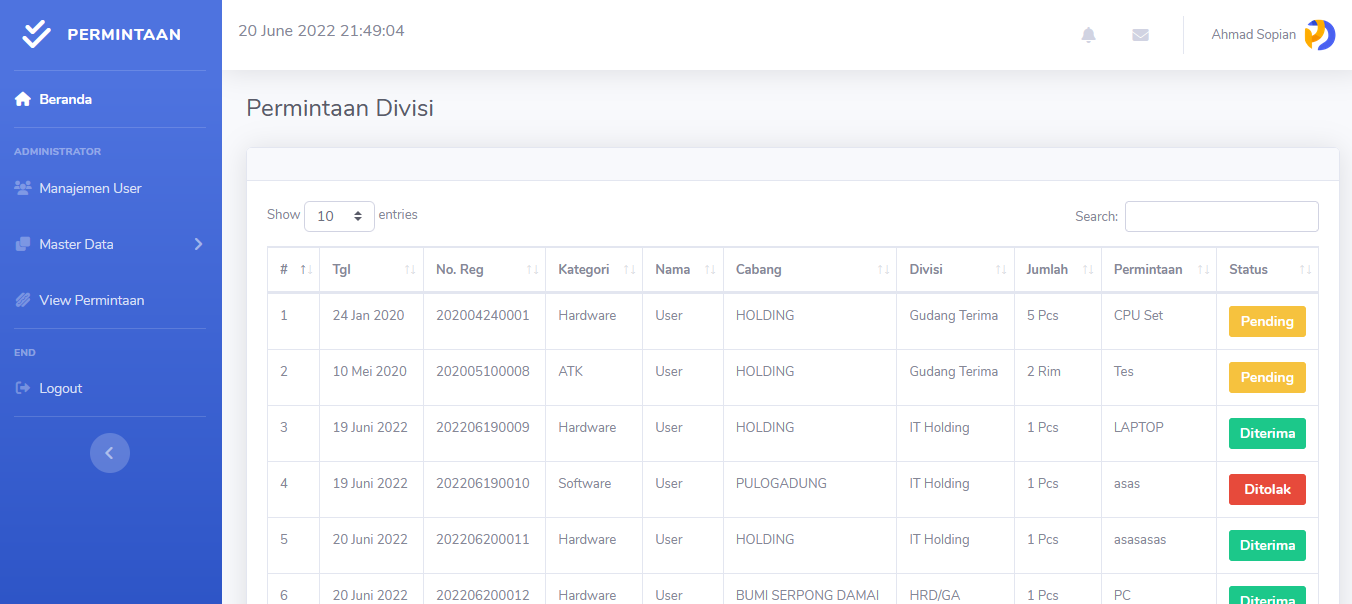 PERMINTAAN
Beranda
ADMINISTRATOR
Manajemen User
Master Data
View Permintaan
END
Logout
20 June 2022 21:49:04
Ahmad Sopian
Permintaan Divisi
Show 10 entries
Search:
# Tgl No. Reg Kategori Nama Cabang Divisi Jumlah Permintaan Status
1 24 Jan 2020 202004240001 Hardware User HOLDING Gudang Terima 5 Pcs CPU Set Pending
2 10 Mei 2020 202005100008 ATK User HOLDING Gudang Terima 2 Rim Tes Pending
3 19 Juni 2022 202206190009 Hardware User HOLDING IT Holding 1 Pcs LAPTOP Diterima
4 19 Juni 2022 202206190010 Software User PULOGADUNG IT Holding 1 Pcs asas Ditolak
5 20 Juni 2022 202206200011 Hardware User HOLDING IT Holding 1 Pcs asasasas Diterima
6 20 Juni 2022 202206200012 Hardware User BUMI SERPONG DAMAI HRD/GA 1 Pcs PC Diterima